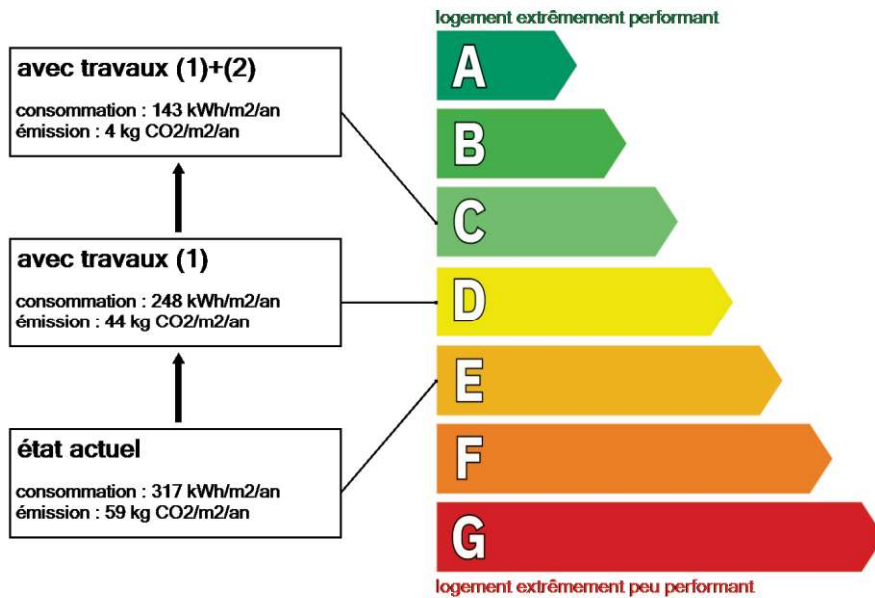 logement extrêmement performant
avec travaux (1)+(2)
consommation : 143 kWh/m2/an
émission : 4 kg CO2/m2/an
avec travaux (1)
consommation : 248 kWh/m2/an
émission : 44 kg CO2/m2/an
état actuel
consommation : 317 kWh/m2/an
émission : 59 kg CO2/m2/an
A
B
C
D
E
F
G
logement extrêmement peu performant